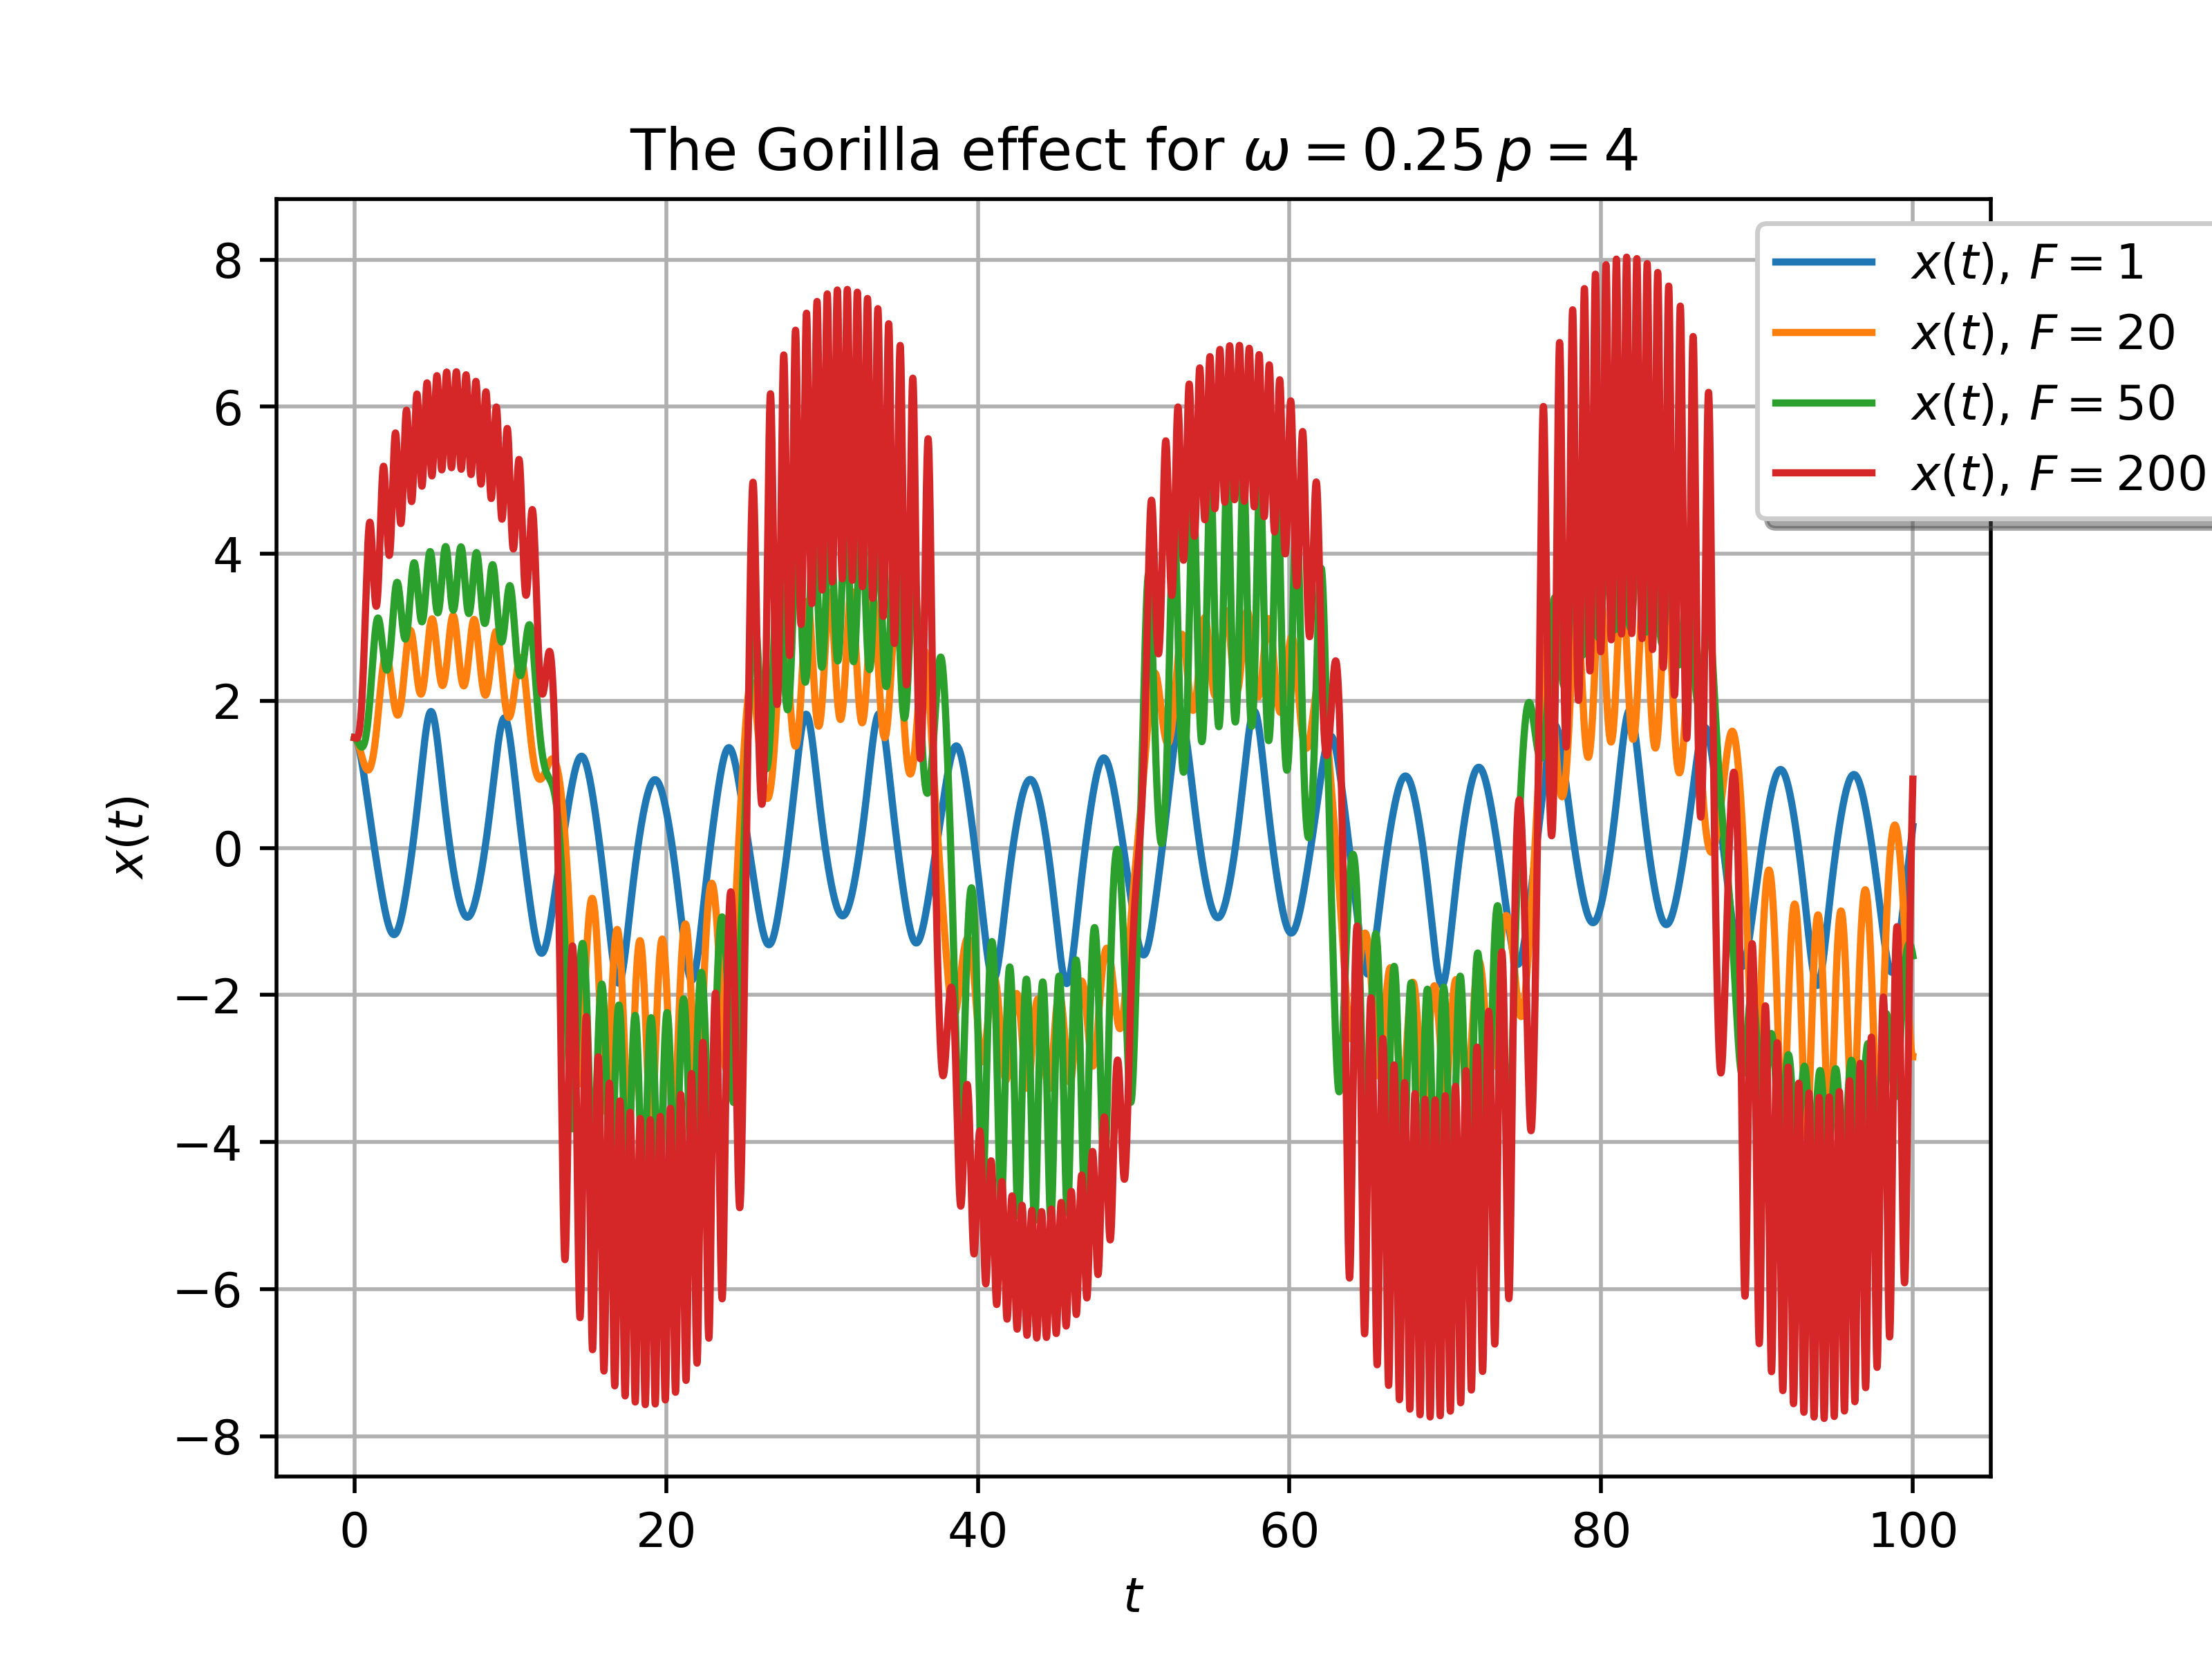 The Gorilla effect for ω = 0.25 p = 4
x(t), F = 1
x(t), F = 20
x(t), F = 50
x(t), F = 200
8
6
4
2
0
−2
−4
−6
−8
x(t)
0 20 40 60 80 100
t